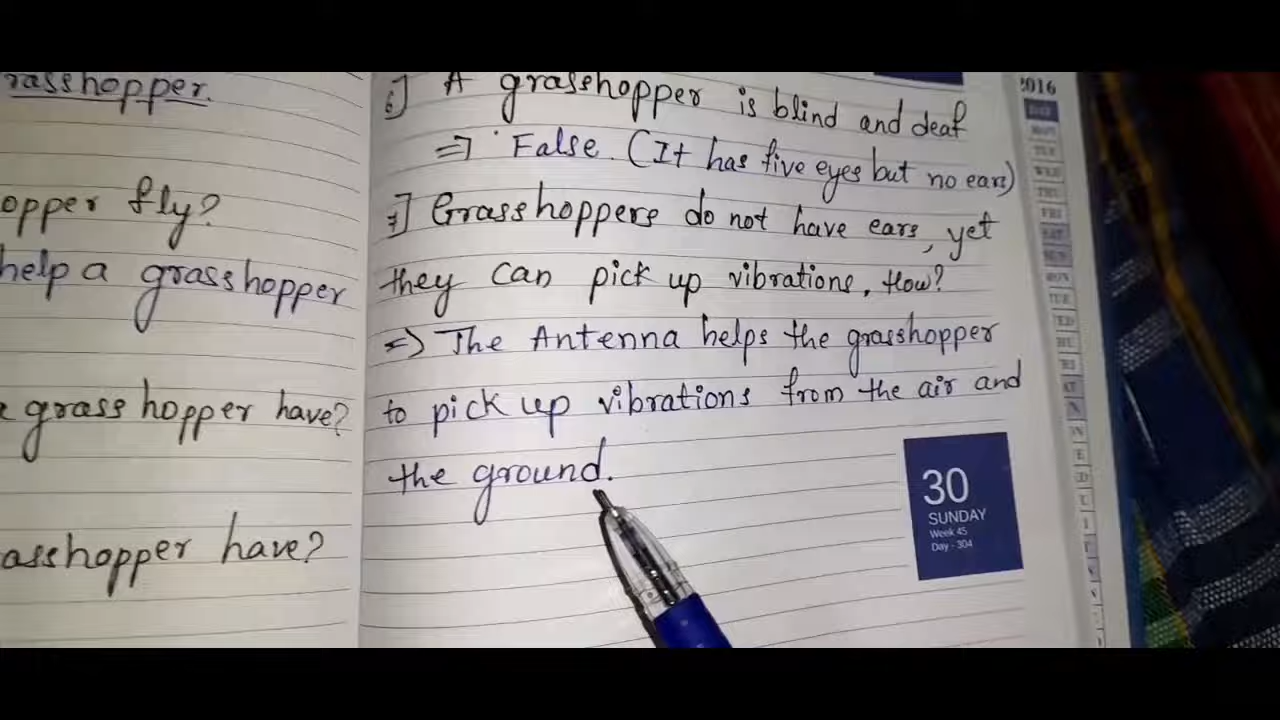 rasshopper.
opper fly?
help a grasshopper
grasshopper have?
asshopper have?
6] A grasshopper is blind and deaf
=> False. (It has five eyes but no ears)
7] Grasshoppers do not have ears, yet
they can pick up vibrations. How?
=> The Antenna helps the grasshopper
to pick up vibrations from the air and
the ground.
30
SUNDAY
Week 45
Day - 304
2016